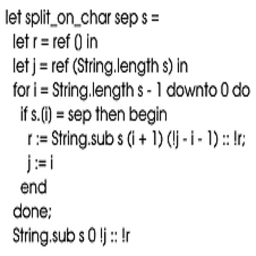 let split_on_char sep s =
let r = ref () in
let j = ref (String.length s) in
for i = String.length s - 1 downto 0 do
if s.(i) = sep then begin
r := String.sub s (i + 1) (!j - i - 1) :: !r;
j := i
end
done;
String.sub s 0 !j :: !r